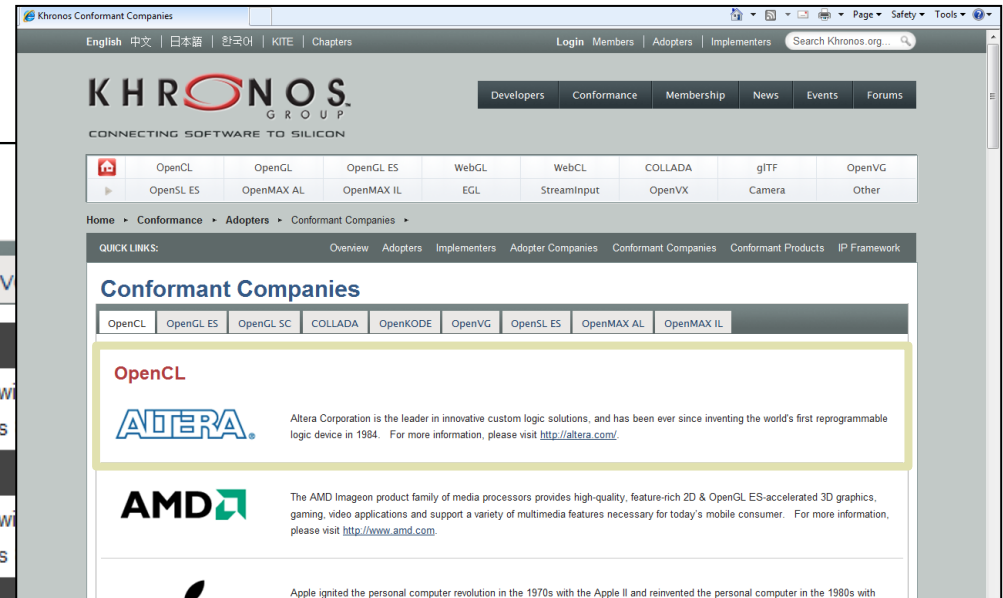 Khronos Conformant Companies
Page Safety Tools
English 中文 | 日本語 | 한국어 | KITE | Chapters
Login Members | Adopters | Implementers Search Khronos.org...
KHRONOS
GROUP
CONNECTING SOFTWARE TO SILICON
Developers Conformance Membership News Events Forums
OpenCL OpenGL OpenGL ES WebGL WebCL COLLADA glTF OpenVG
OpenSL ES OpenMAX AL OpenMAX IL EGL StreamInput OpenVX Camera Other
Home ▸ Conformance ▸ Adopters ▸ Conformant Companies ▸
QUICK LINKS: Overview Adopters Implementers Adopter Companies Conformant Companies Conformant Products IP Framework
Conformant Companies
OpenCL OpenGL ES OpenGL SC COLLADA OpenKODE OpenVG OpenSL ES OpenMAX AL OpenMAX IL
OpenCL
ALTERA®
Altera Corporation is the leader in innovative custom logic solutions, and has been ever since inventing the world's first reprogrammable
logic device in 1984. For more information, please visit http://altera.com/.
AMD
The AMD Imageon product family of media processors provides high-quality, feature-rich 2D & OpenGL ES-accelerated 3D graphics,
gaming, video applications and support a variety of multimedia features necessary for today's mobile consumer. For more information,
please visit http://www.amd.com.
Apple ignited the personal computer revolution in the 1970s with the Apple II and reinvented the personal computer in the 1980s with